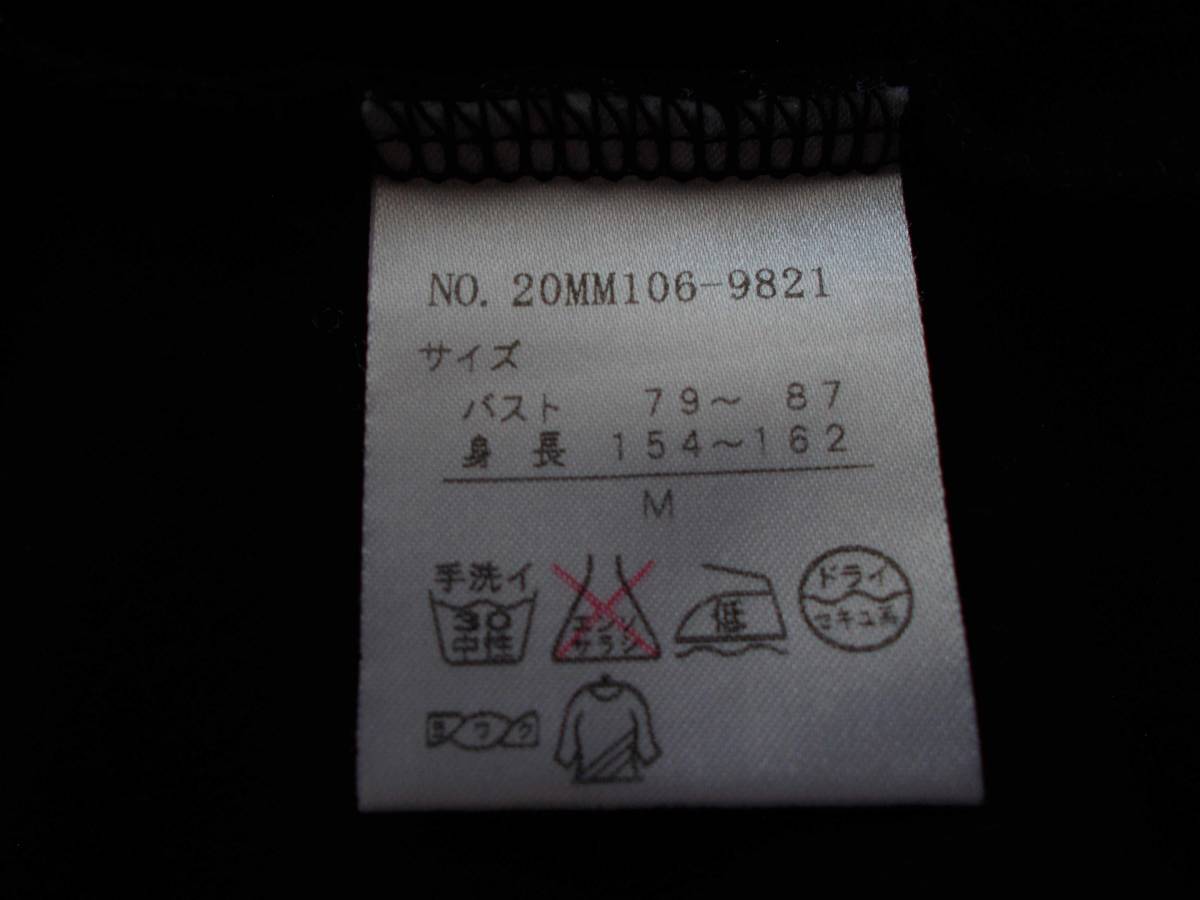 NO. 20MM106-9821
サイズ
バスト 79～ 87
身 長 154～162
M
手洗イ
30
中性
エンソ
サラシ
低
ドライ
セキユ系
ヨワク